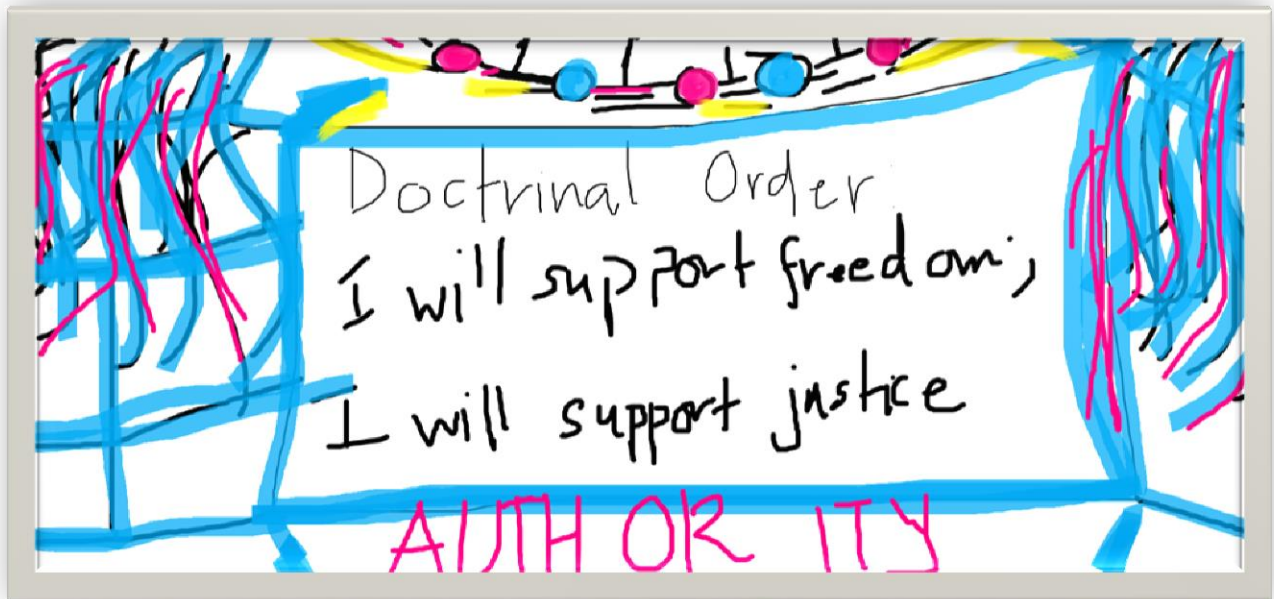 Doctrinal Order
I will support freedom;
I will support justice
AUTHORITY